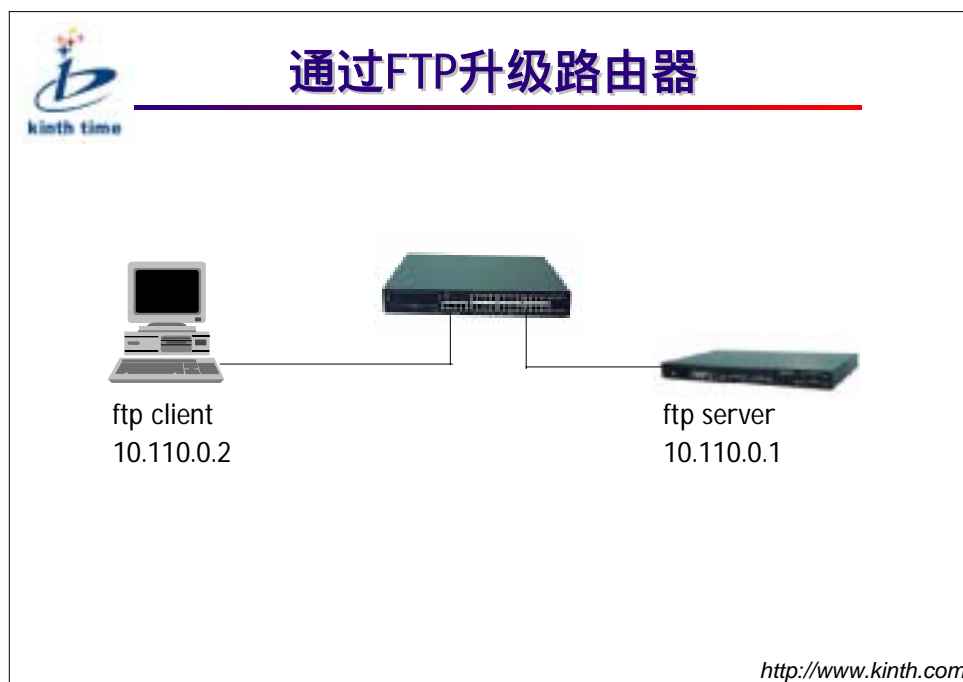 通过FTP升级路由器
kinth time
ftp client
10.110.0.2
ftp server
10.110.0.1
http://www.kinth.com